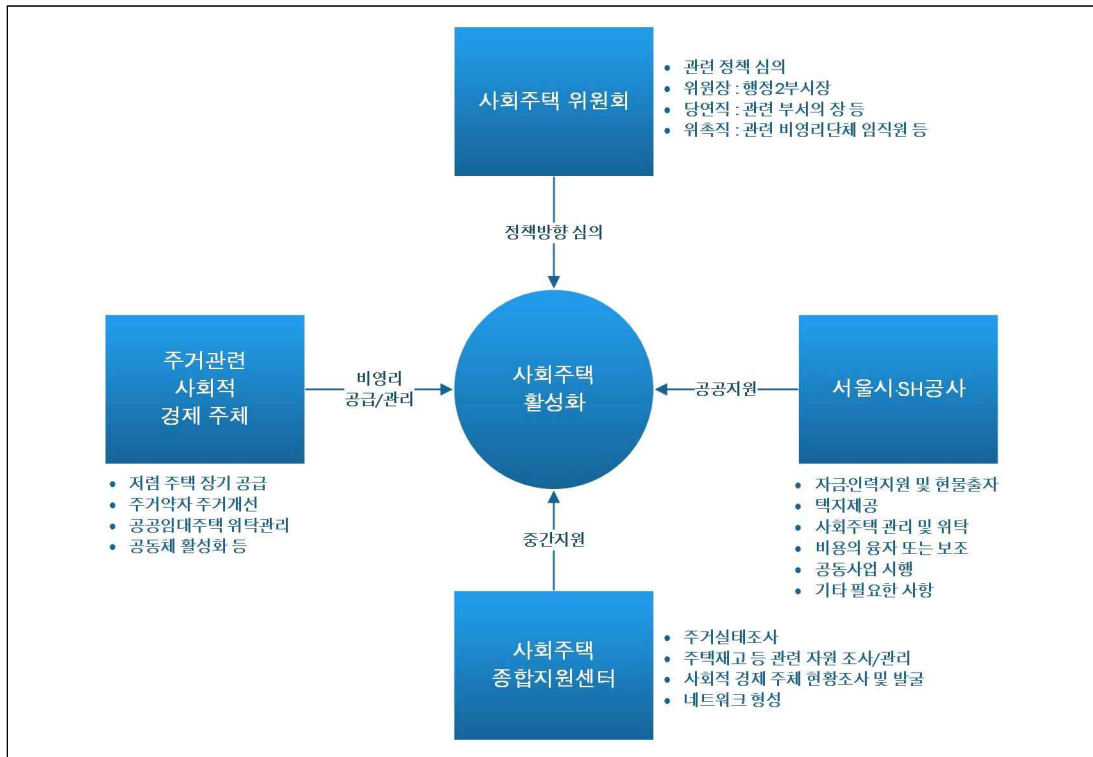 사회주택 위원회
• 관련 정책 심의
• 위원장 : 행정2부시장
• 당연직 : 관련 부서의 장 등
• 위촉직 : 관련 비영리단체 임직원 등
정책방향 심의
주거관련
사회적
경제 주체
비영리
공급/관리
사회주택
활성화
공공지원
서울시·SH공사
• 저렴 주택 장기 공급
• 주거약자 주거개선
• 공공임대주택 위탁관리
• 공동체 활성화 등
• 자금인력지원 및 현물출자
• 택지제공
• 사회주택 관리 및 위탁
• 비용의 융자 또는 보조
• 공동사업 시행
• 기타 필요한 사항
중간지원
사회주택
종합지원센터
• 주거실태조사
• 주택재고 등 관련 자원 조사/관리
• 사회적 경제 주체 현황조사 및 발굴
• 네트워크 형성